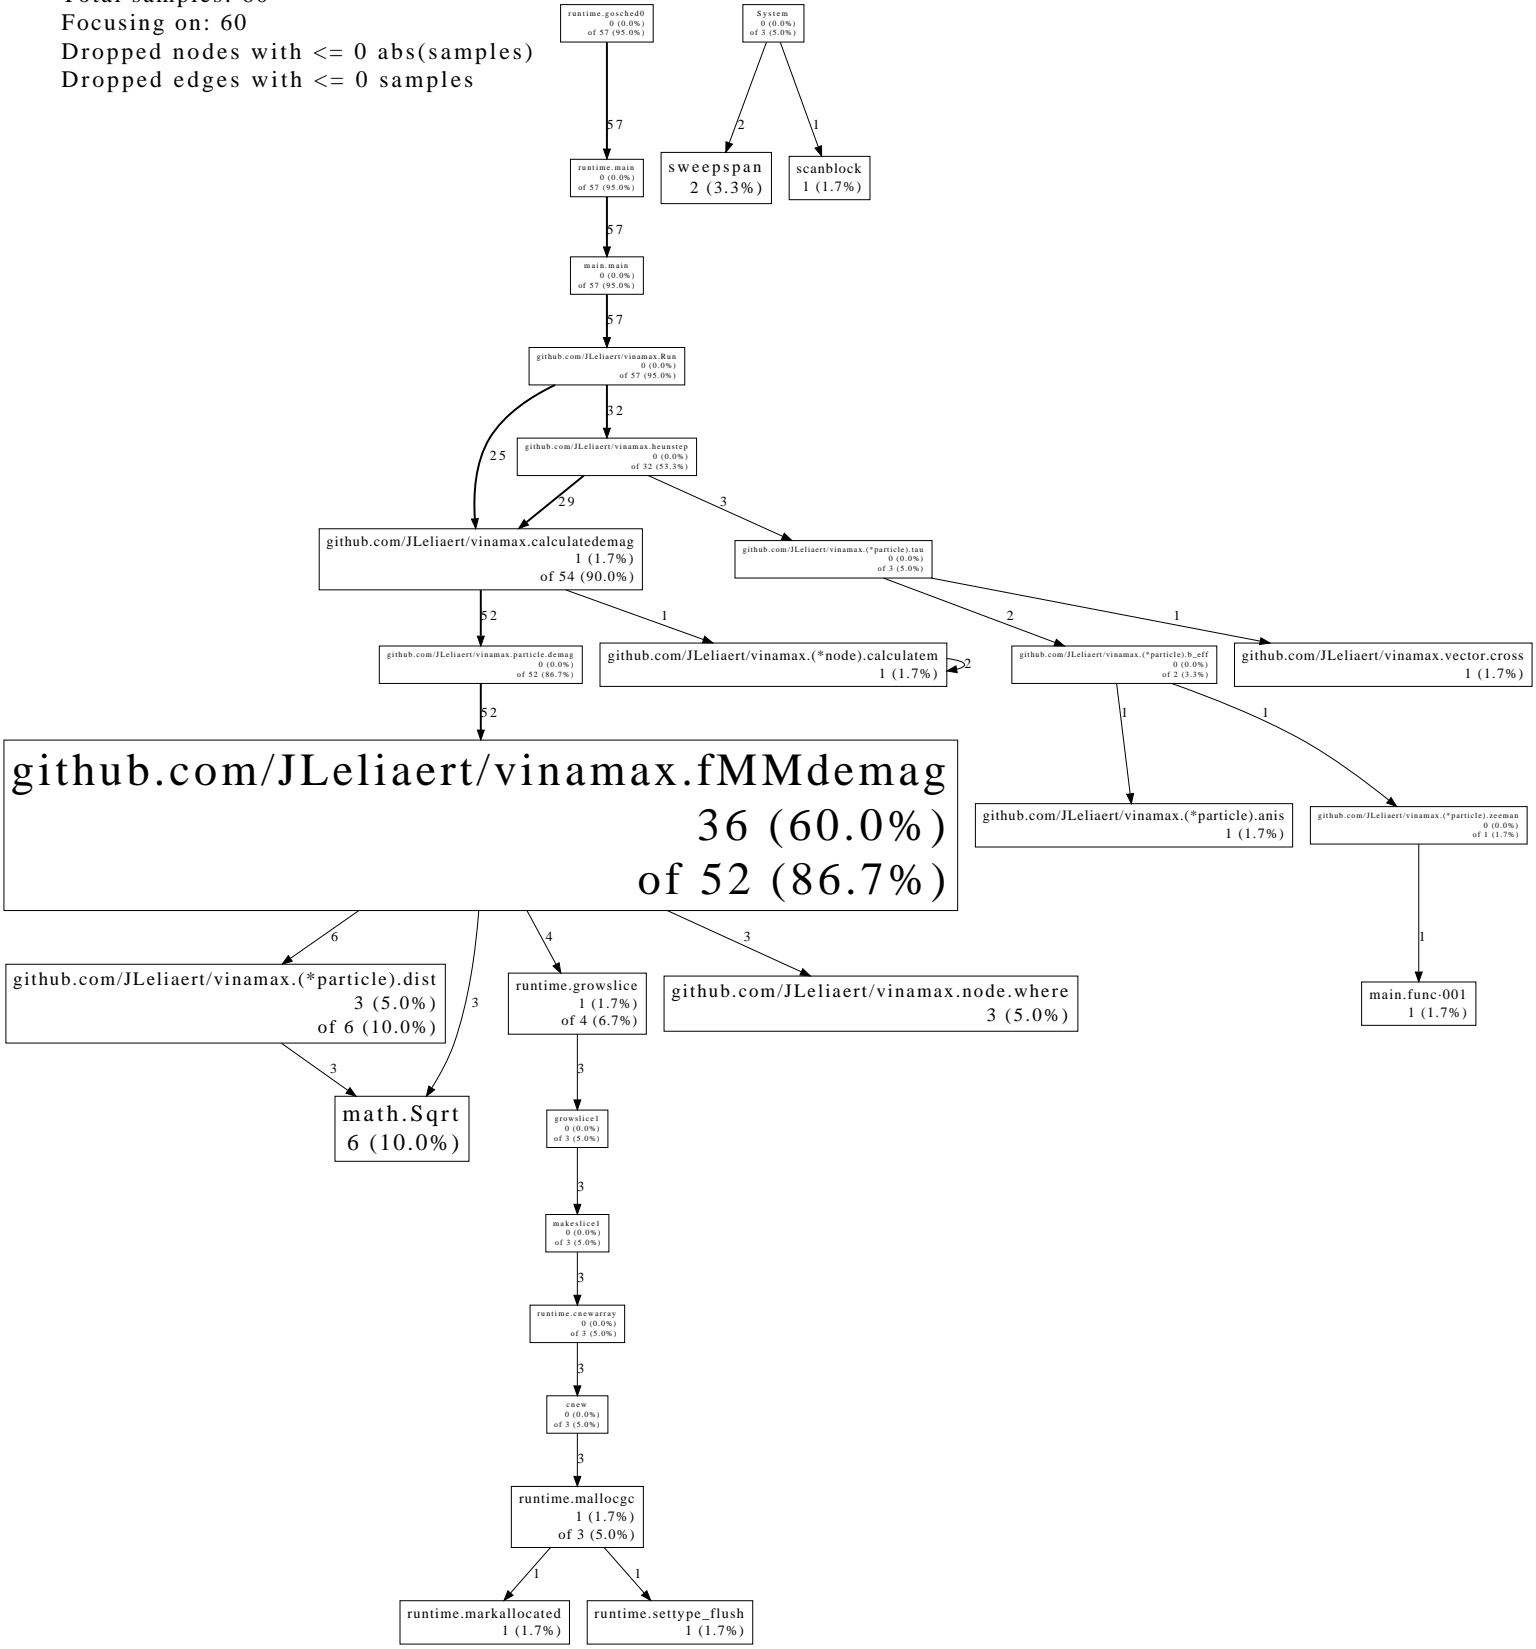 Total samples: 60
Focusing on: 60
Dropped nodes with <= 0 abs(samples)
Dropped edges with <= 0 samples
runtime.gosched0
0 (0.0%)
of 57 (95.0%)
System
0 (0.0%)
of 3 (5.0%)
57
2
1
runtime.main
0 (0.0%)
of 57 (95.0%)
sweepspan
2 (3.3%)
scanblock
1 (1.7%)
57
main.main
0 (0.0%)
of 57 (95.0%)
57
github.com/JLeliaert/vinamax.Run
0 (0.0%)
of 57 (95.0%)
32
25
github.com/JLeliaert/vinamax.heunstep
0 (0.0%)
of 32 (53.3%)
29
3
github.com/JLeliaert/vinamax.calculatedemag
1 (1.7%)
of 54 (90.0%)
github.com/JLeliaert/vinamax.(*particle).tau
0 (0.0%)
of 3 (5.0%)
52
1
2
1
github.com/JLeliaert/vinamax.particle.demag
0 (0.0%)
of 52 (86.7%)
github.com/JLeliaert/vinamax.(*node).calculatem
1 (1.7%)
2
github.com/JLeliaert/vinamax.(*particle).b_eff
0 (0.0%)
of 2 (3.3%)
github.com/JLeliaert/vinamax.vector.cross
1 (1.7%)
52
1
1
github.com/JLeliaert/vinamax.fMMdemag
36 (60.0%)
of 52 (86.7%)
github.com/JLeliaert/vinamax.(*particle).anis
1 (1.7%)
github.com/JLeliaert/vinamax.(*particle).zeeman
0 (0.0%)
of 1 (1.7%)
6
3
4
3
1
github.com/JLeliaert/vinamax.(*particle).dist
3 (5.0%)
of 6 (10.0%)
runtime.growslice
1 (1.7%)
of 4 (6.7%)
github.com/JLeliaert/vinamax.node.where
3 (5.0%)
main.func·001
1 (1.7%)
3
3
math.Sqrt
6 (10.0%)
growslice1
0 (0.0%)
of 3 (5.0%)
3
makeslice1
0 (0.0%)
of 3 (5.0%)
3
runtime.cnewarray
0 (0.0%)
of 3 (5.0%)
3
cnew
0 (0.0%)
of 3 (5.0%)
3
runtime.mallocgc
1 (1.7%)
of 3 (5.0%)
1
1
runtime.markallocated
1 (1.7%)
runtime.settype_flush
1 (1.7%)